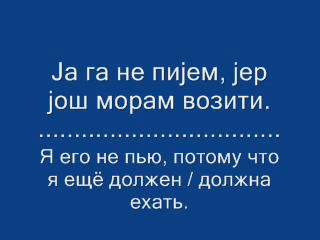 Ја га не пијем, јер
још морам возити.
..................................
Я его не пью, потому что
я ещё должен / должна
ехать.